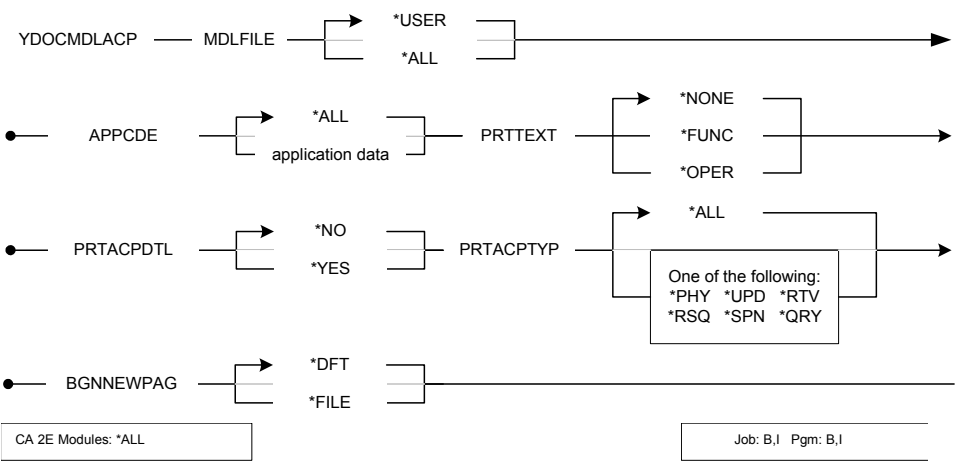 *USER
YDOCMDLACP MDLFILE
*ALL
*NONE
*ALL
APPCDE PRTTEXT *FUNC
application data
*OPER
*ALL
*NO
PRTACPDTL PRTACPTYP
*YES
One of the following:
*PHY *UPD *RTV
*RSQ *SPN *QRY
*DFT
BGNNEWPAG
*FILE
CA 2E Modules: *ALL Job: B,I Pgm: B,I